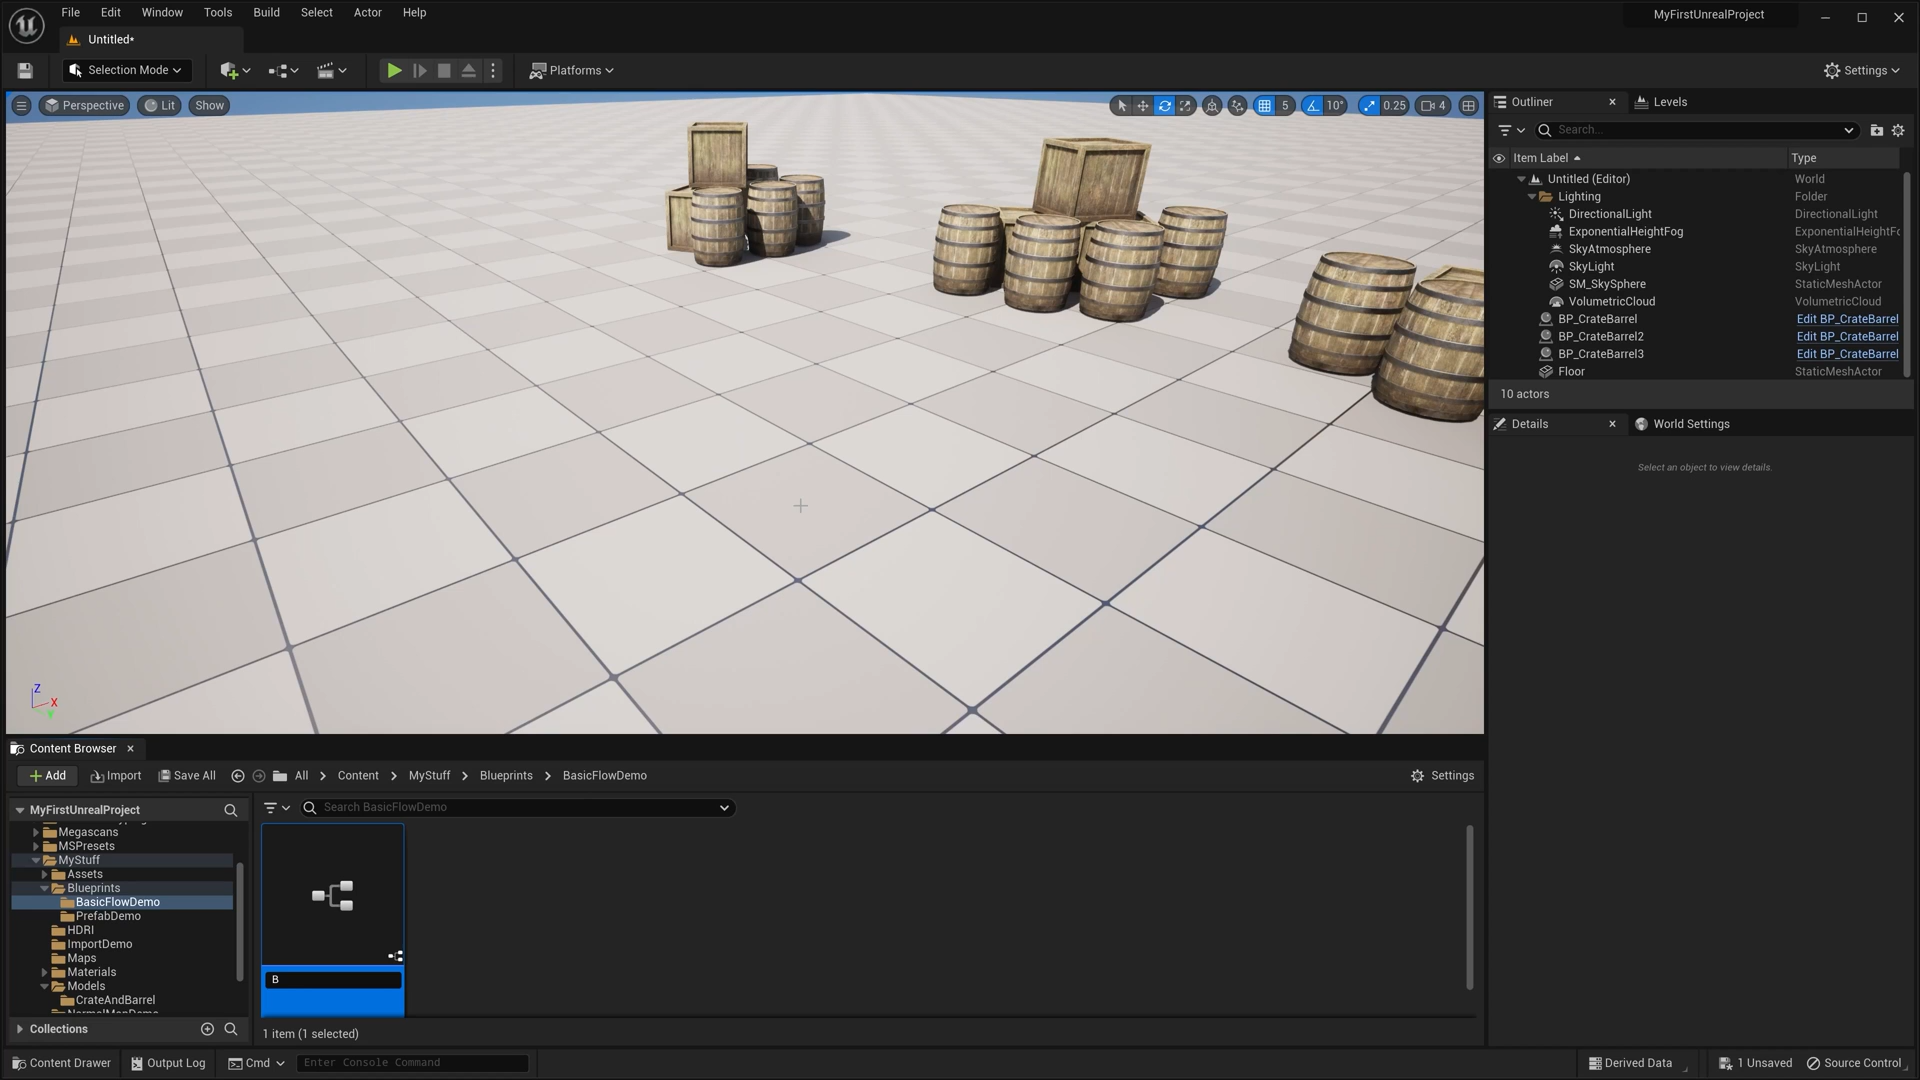 File Edit Window Tools Build Select Actor Help
MyFirstUnrealProject
Untitled*
Selection Mode
Platforms
Settings
Perspective Lit Show
5 10° 0.25 4
Outliner
Levels
Search...
Item Label Type
Untitled (Editor) World
Lighting Folder
DirectionalLight DirectionalLight
ExponentialHeightFog ExponentialHeightFo
SkyAtmosphere SkyAtmosphere
SkyLight SkyLight
SM_SkySphere StaticMeshActor
VolumetricCloud VolumetricCloud
BP_CrateBarrel Edit BP_CrateBarrel
BP_CrateBarrel2 Edit BP_CrateBarrel
BP_CrateBarrel3 Edit BP_CrateBarrel
Floor StaticMeshActor
10 actors
Details
World Settings
Select an object to view details.
Z
X
Y
Content Browser
Add Import Save All All Content MyStuff Blueprints BasicFlowDemo
Settings
MyFirstUnrealProject
Megascans
MSPresets
MyStuff
Assets
Blueprints
BasicFlowDemo
PrefabDemo
HDRI
ImportDemo
Maps
Materials
Models
CrateAndBarrel
Collections
Search BasicFlowDemo
B
1 item (1 selected)
Content Drawer Output Log Cmd Enter Console Command
Derived Data 1 Unsaved Source Control